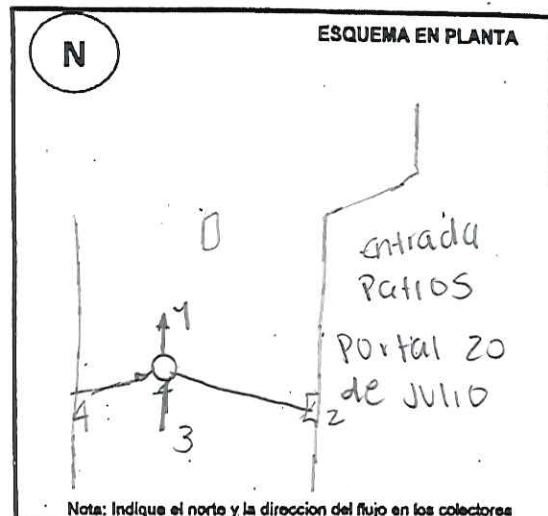 N
ESQUEMA EN PLANTA
entrada
Patios
Portal 20
de Julio
1
4
2
3
Nota: Indique el norte y la direccion del flujo en los colectores